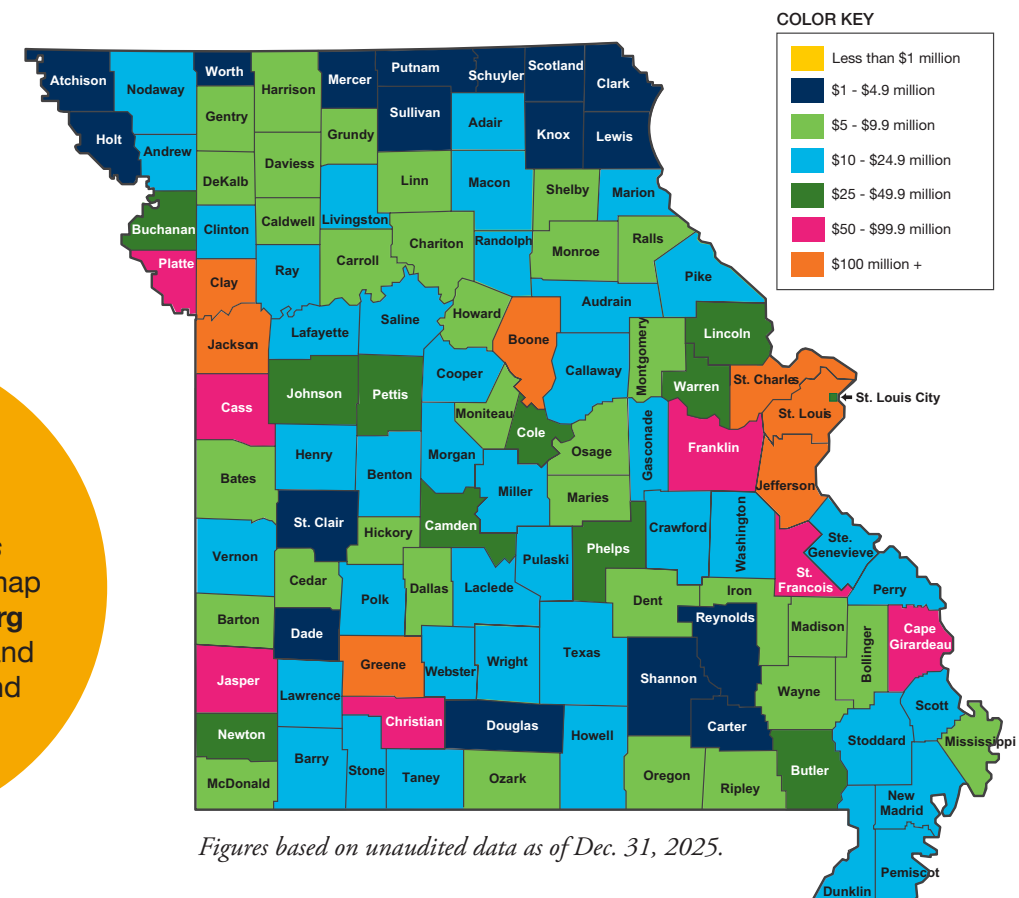 COLOR KEY
Less than $1 million
$1 - $4.9 million
$5 - $9.9 million
$10 - $24.9 million
$25 - $49.9 million
$50 - $99.9 million
$100 million +
Atchison
Nodaway
Worth
Harrison
Mercer
Putnam
Schuyler
Scotland
Clark
Gentry
Sullivan
Adair
Knox
Lewis
Holt
Andrew
Grundy
DeKalb
Daviess
Linn
Macon
Shelby
Marion
Buchanan
Clinton
Caldwell
Livingston
Chariton
Randolph
Monroe
Ralls
Platte
Clay
Ray
Carroll
Pike
Audrain
Saline
Howard
Boone
Jackson
Lafayette
Montgomery
Lincoln
Cooper
Callaway
Warren
St. Charles
St. Louis City
St. Louis
Cass
Johnson
Pettis
Moniteau
Cole
Osage
Gasconade
Franklin
Jefferson
Henry
Benton
Morgan
Miller
Maries
Bates
St. Clair
Hickory
Camden
Crawford
Washington
Ste.
Genevieve
Vernon
Pulaski
Phelps
St.
Francois
Perry
Cedar
Polk
Dallas
Laclede
Dent
Iron
Barton
Dade
Reynolds
Madison
Bollinger
Cape
Girardeau
Greene
Webster
Wright
Texas
Shannon
Wayne
Jasper
Lawrence
Christian
Douglas
Howell
Carter
Scott
Stoddard
Mississippi
Newton
Barry
Stone
Taney
Ozark
Oregon
Ripley
Butler
McDonald
New
Madrid
Pemiscot
Dunklin
map
rg
and
nd
Figures based on unaudited data as of Dec. 31, 2025.